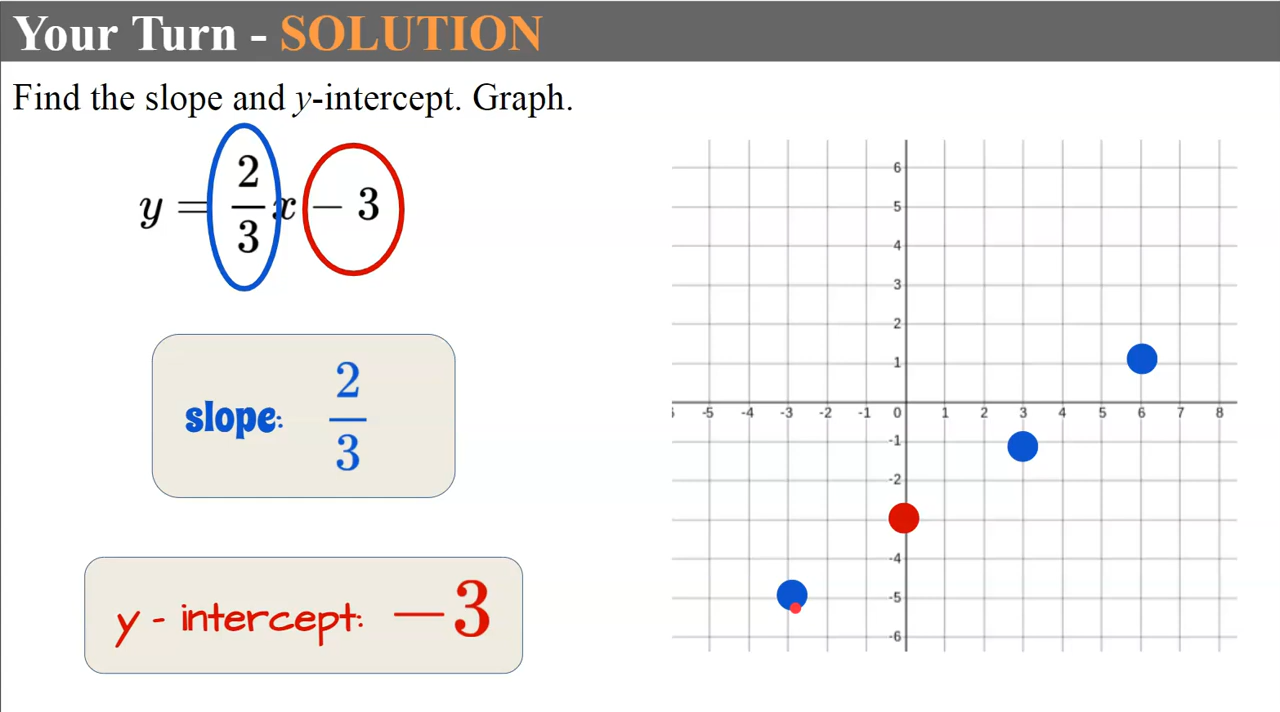 Your Turn - SOLUTION
Find the slope and y-intercept. Graph.
y = 2/3 x - 3
slope: 2/3
y - intercept: -3
6
5
4
3
2
1
-5 -4 -3 -2 -1 0 1 2 3 4 5 6 7 8
-1
-2
-4
-5
-6